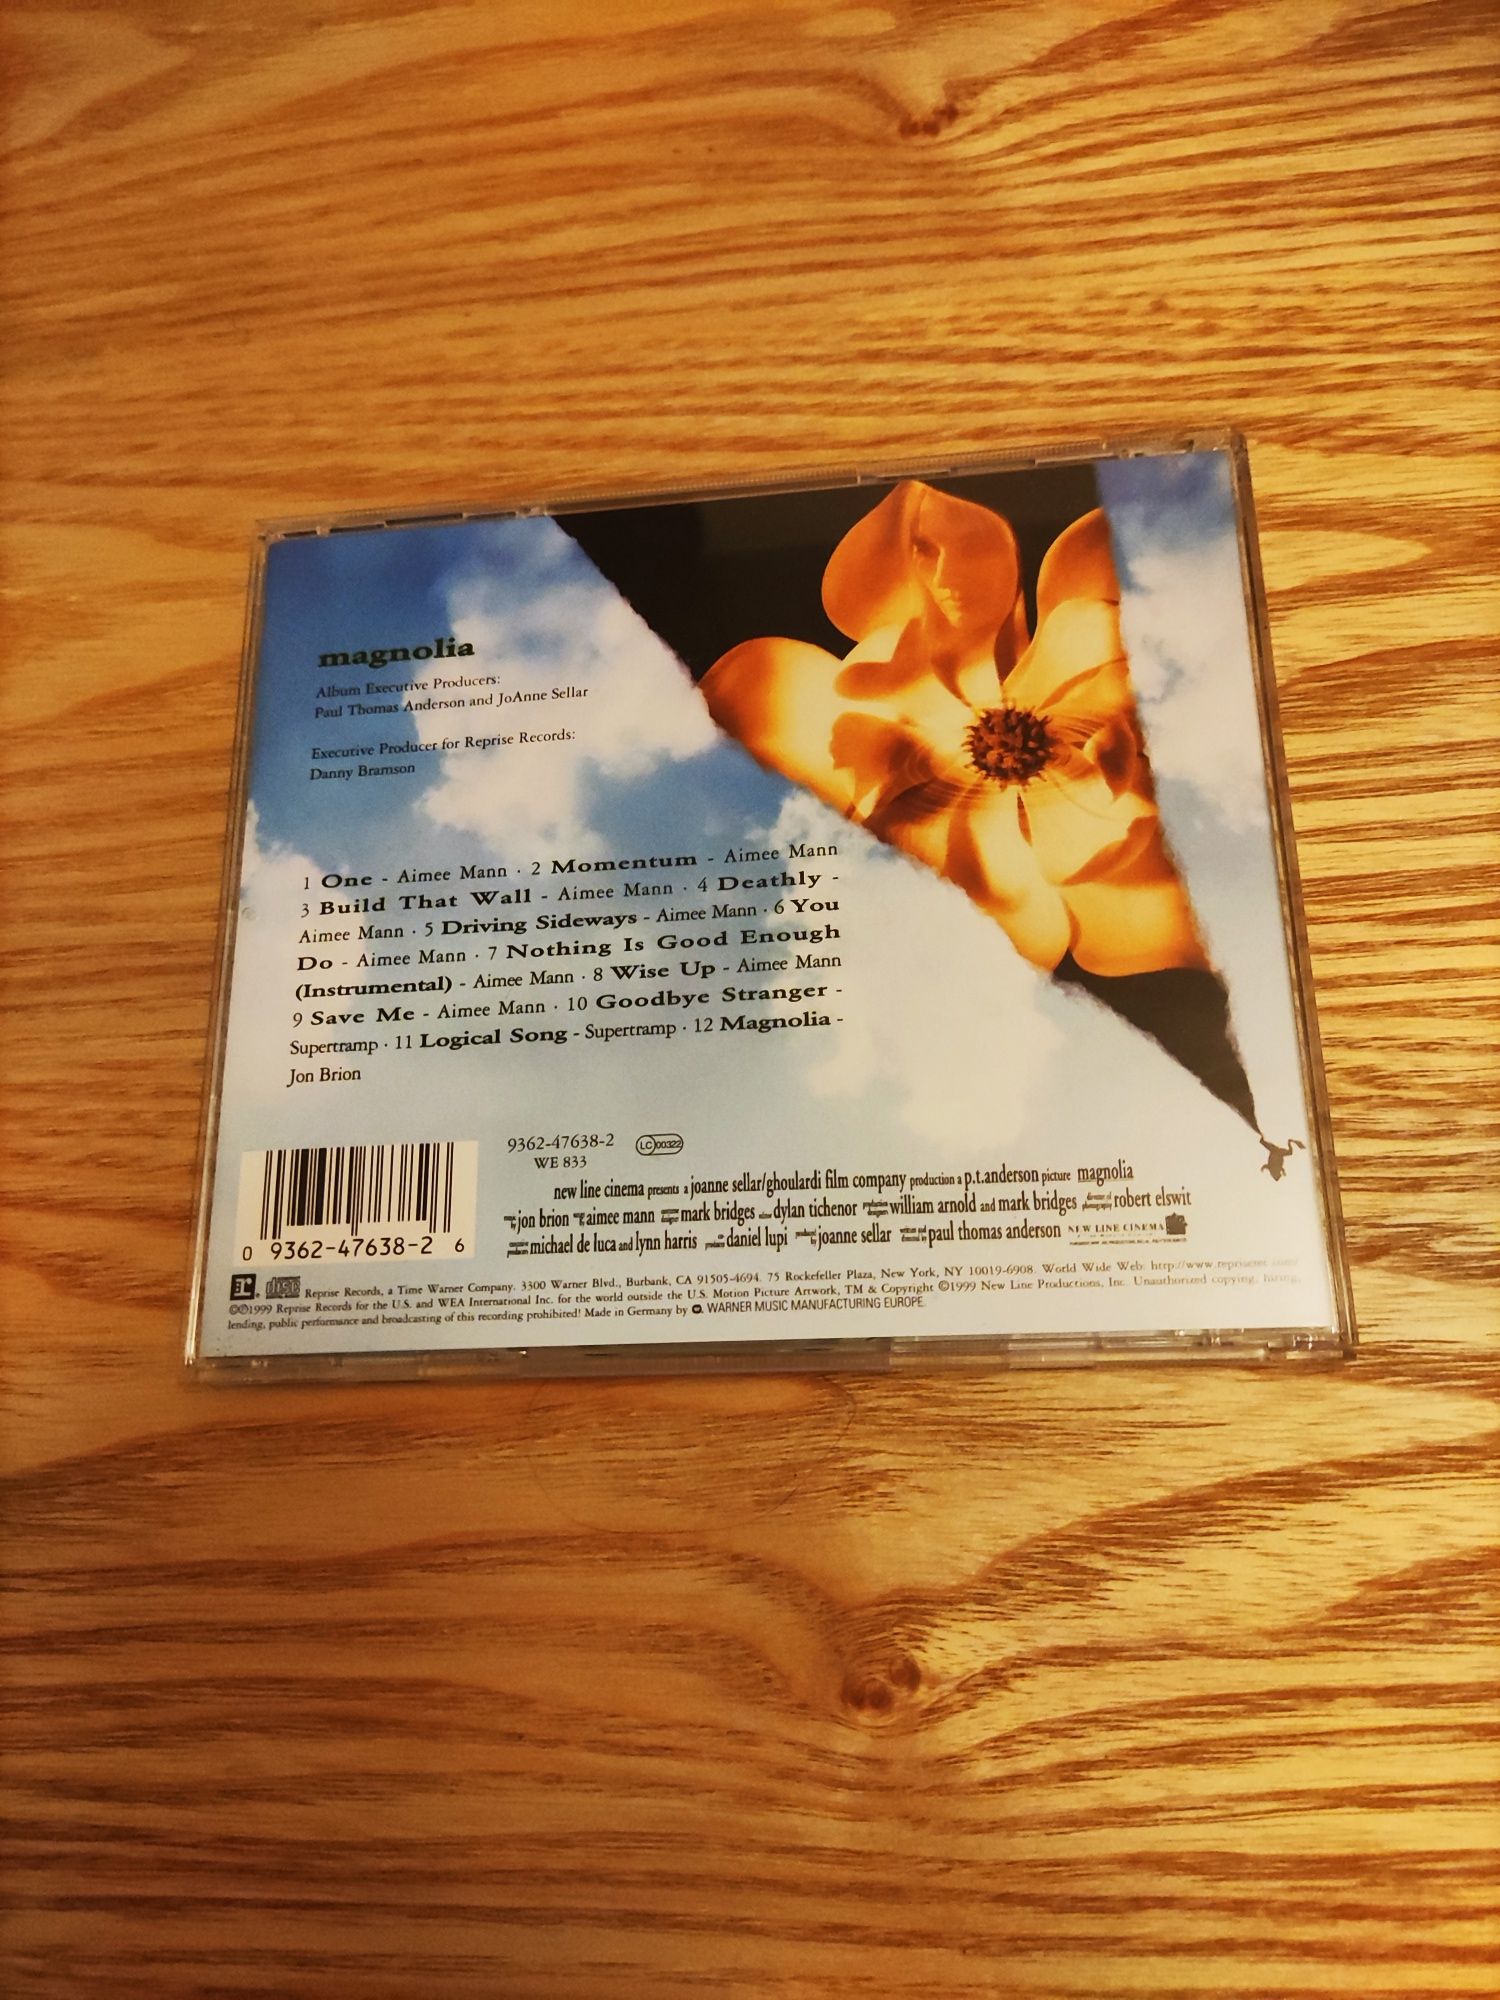 magnolia
Album Executive Producers:
Paul Thomas Anderson and JoAnne Sellar
Executive Producer for Reprise Records:
Danny Bramson
1 One - Aimee Mann · 2 Momentum - Aimee Mann
3 Build That Wall - Aimee Mann · 4 Deathly -
Aimee Mann · 5 Driving Sideways - Aimee Mann · 6 You
Do - Aimee Mann · 7 Nothing Is Good Enough
(Instrumental) - Aimee Mann · 8 Wise Up - Aimee Mann
9 Save Me - Aimee Mann · 10 Goodbye Stranger -
Supertramp · 11 Logical Song - Supertramp · 12 Magnolia -
Jon Brion
9362-47638-2 LC 00322
WE 833
new line cinema presents a joanne sellar/ghoulardi film company production a p.t.anderson picture magnolia
jon brion aimee mann mark bridges dylan tichenor william arnold and mark bridges robert elswit
michael de luca and lynn harris daniel lupi joanne sellar paul thomas anderson NEW LINE CINEMA
0 9362-47638-2 6
R. disc Reprise Records, a Time Warner Company. 3300 Warner Blvd., Burbank, CA 91505-4694. 75 Rockefeller Plaza, New York, NY 10019-6908. World Wide Web: http://www.repriserec.com/
©℗1999 Reprise Records for the U.S. and WEA International Inc. for the world outside the U.S. Motion Picture Artwork, TM & Copyright ©1999 New Line Productions, Inc. Unauthorized copying, hiring,
lending, public performance and broadcasting of this recording prohibited! Made in Germany by WARNER MUSIC MANUFACTURING EUROPE.